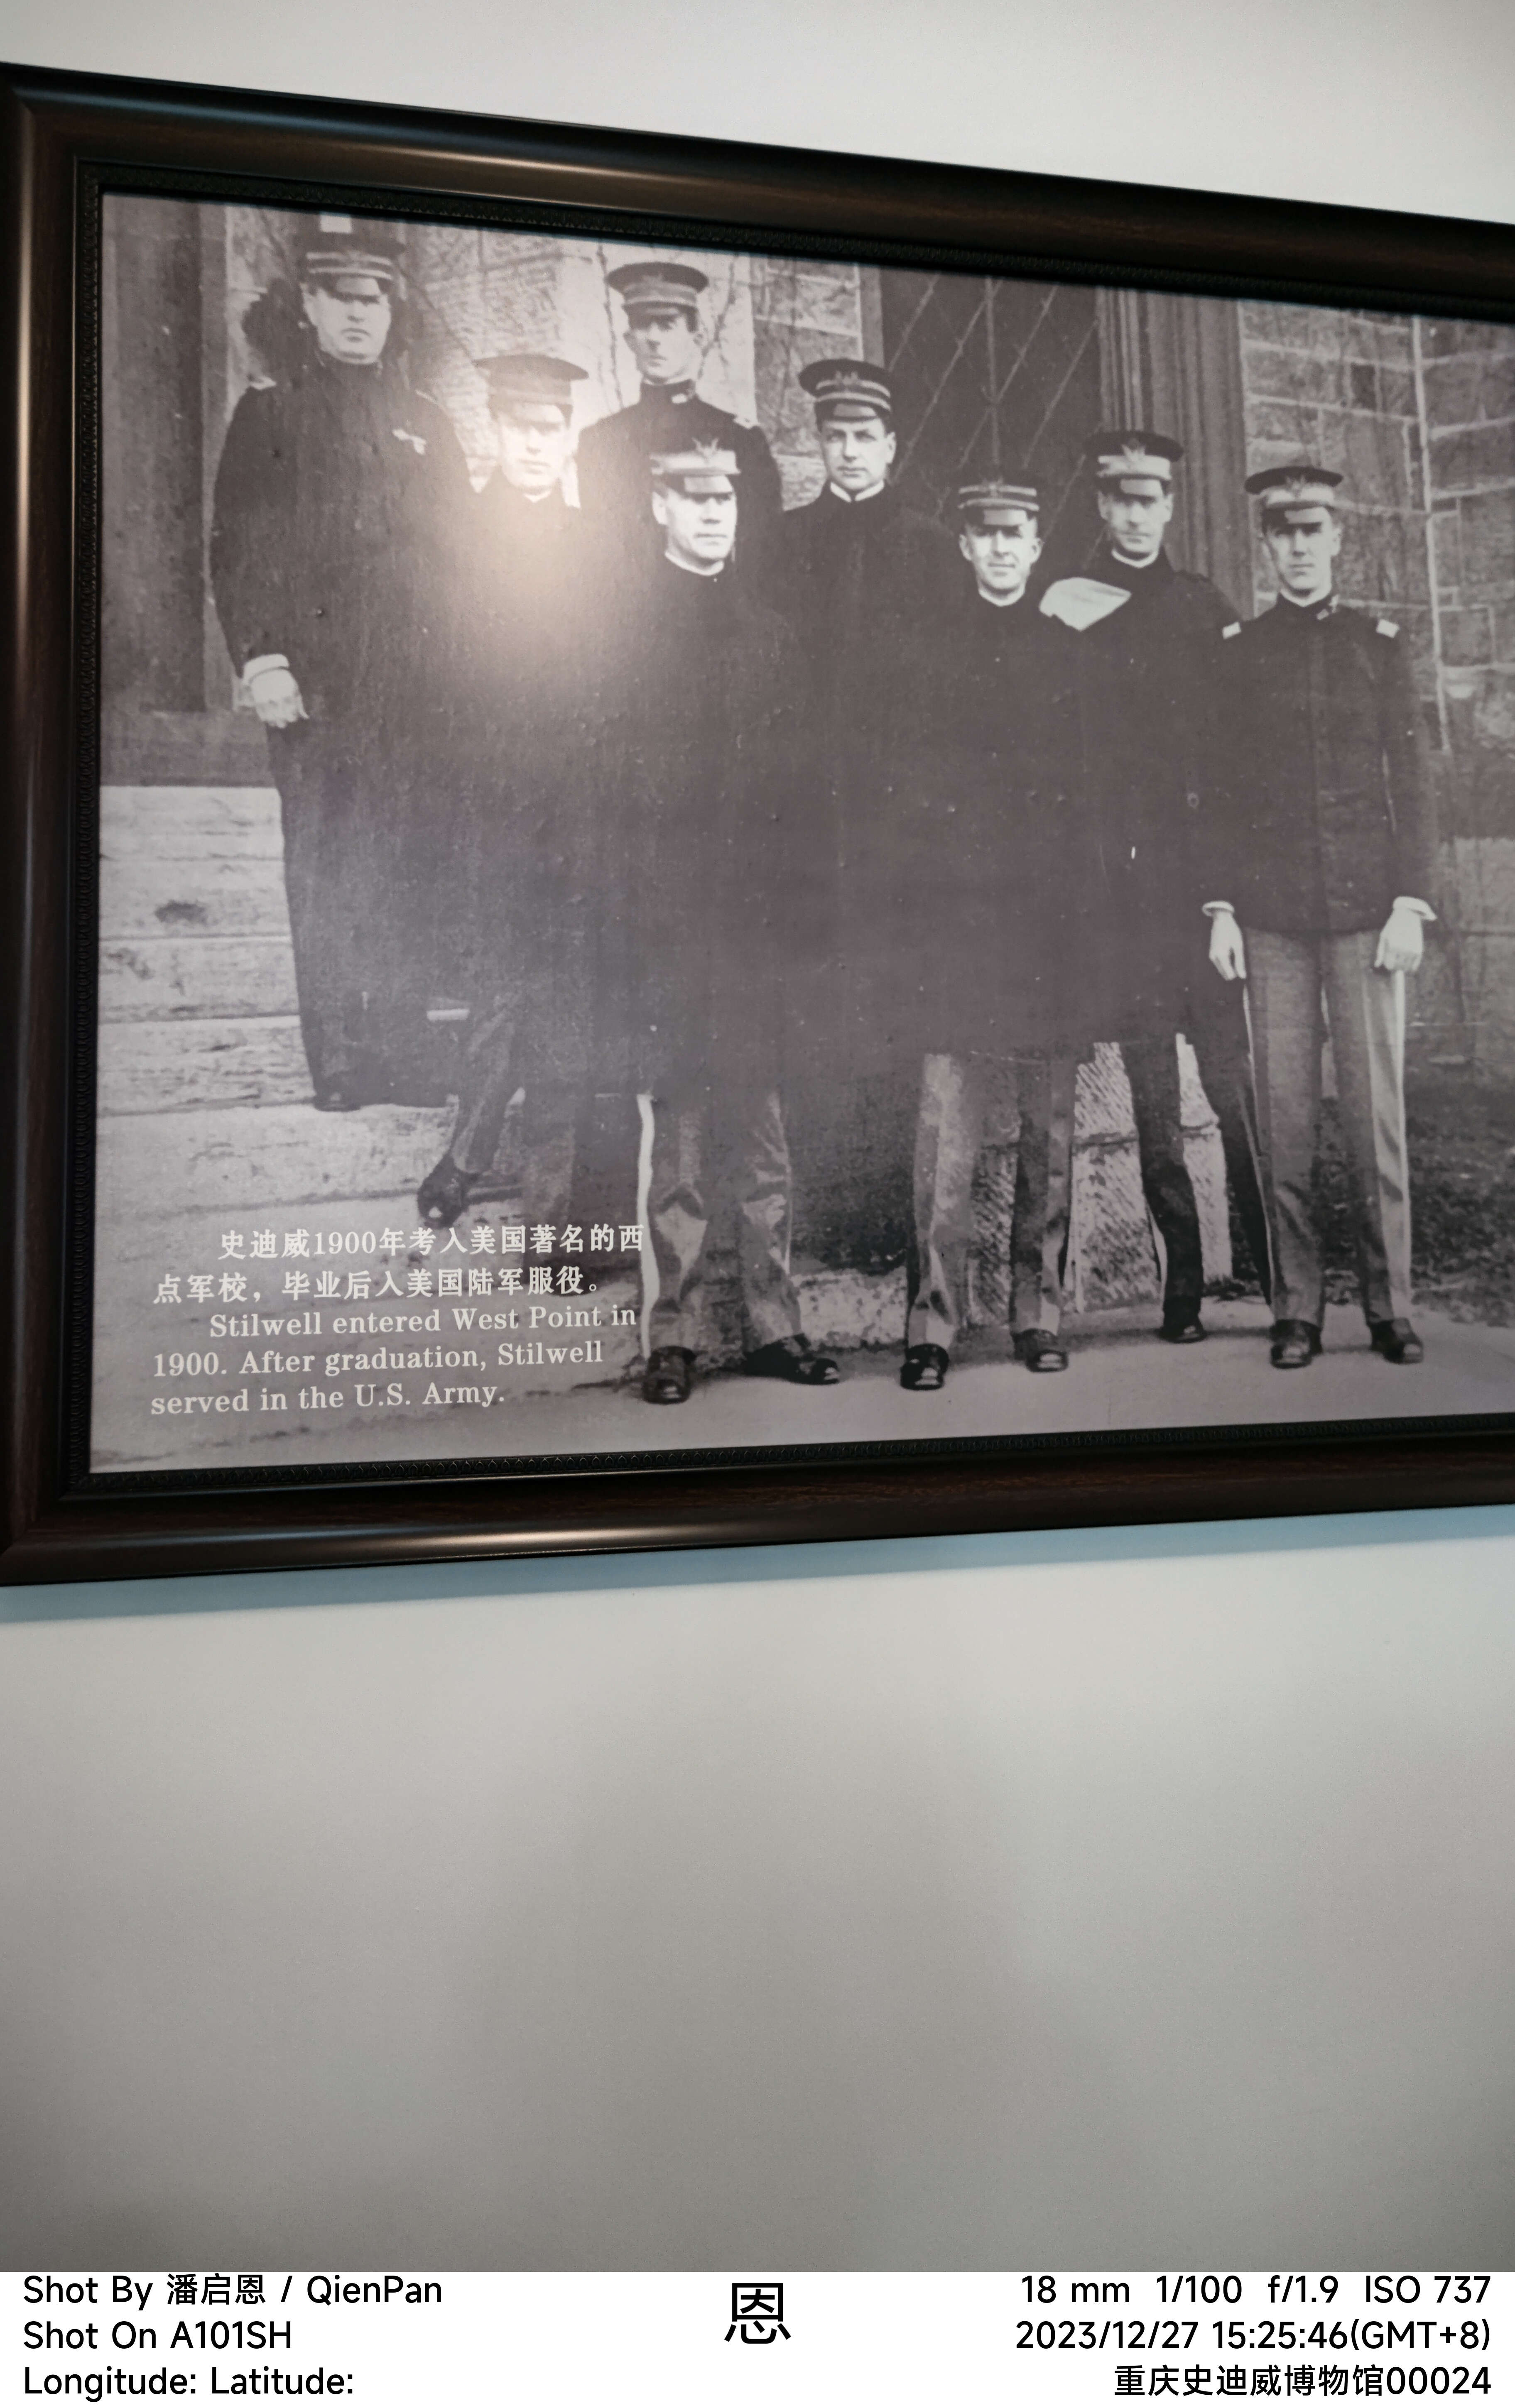 史迪威1900年考入美国著名的西
点军校，毕业后入美国陆军服役。
Stilwell entered West Point in
1900. After graduation, Stilwell
served in the U.S. Army.
Shot By 潘启恩 / QienPan
Shot On A101SH
Longitude: Latitude:
恩
18 mm 1/100 f/1.9 ISO 737
2023/12/27 15:25:46(GMT+8)
重庆史迪威博物馆00024